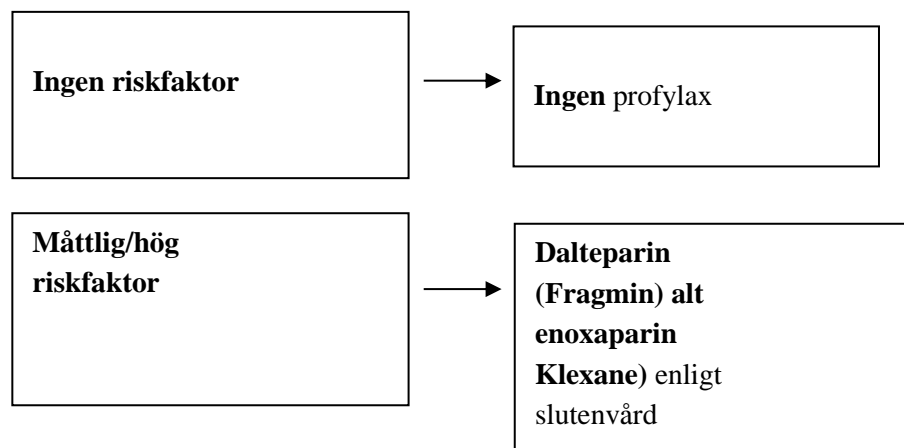 Ingen riskfaktor
Ingen profylax
Måttlig/hög
riskfaktor
Dalteparin
(Fragmin) alt
enoxaparin
Klexane) enligt
slutenvård